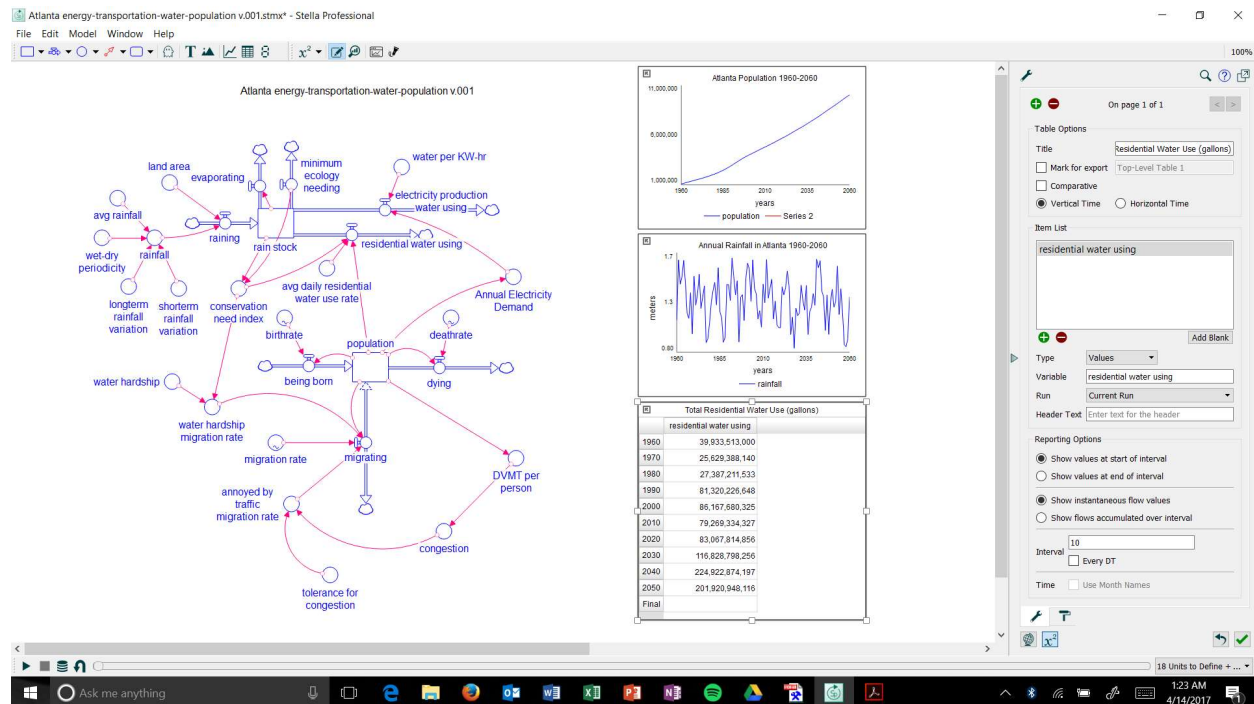 Atlanta energy-transportation-water-population v.001.stmx* - Stella Professional
File Edit Model Window Help
100%
Atlanta energy-transportation-water-population v.001
land area
evaporating
minimum
ecology
needing
water per KW-hr
avg rainfall
electricity production
water using
raining
rain stock
residential water using
wet-dry
periodicity
rainfall
longterm
rainfall
variation
shorterm
rainfall
variation
conservation
need index
avg daily residential
water use rate
Annual Electricity
Demand
birthrate
population
deathrate
being born
dying
water hardship
water hardship
migration rate
migration rate
migrating
DVMT per
person
annoyed by
traffic
migration rate
congestion
tolerance for
congestion
Atlanta Population 1960-2060
11,000,000
6,000,000
1,000,000
1960 1985 2010 2035 2060
years
population Series 2
Annual Rainfall in Atlanta 1960-2060
1.7
meters
1.3
0.80
1960 1985 2010 2035 2060
years
rainfall
Total Residential Water Use (gallons)
residential water using
1960 39,933,513,000
1970 25,629,388,140
1980 27,387,211,533
1990 81,320,226,648
2000 86,167,680,325
2010 79,269,334,327
2020 83,067,814,856
2030 116,828,798,256
2040 224,922,874,197
2050 201,920,948,116
Final
On page 1 of 1
Table Options
Title Residential Water Use (gallons)
Mark for export Top-Level Table 1
Comparative
Vertical Time Horizontal Time
Item List
residential water using
Add Blank
Type Values
Variable residential water using
Run Current Run
Header Text Enter text for the header
Reporting Options
Show values at start of interval
Show values at end of interval
Show instantaneous flow values
Show flows accumulated over interval
Interval 10
Every DT
Time Use Month Names
18 Units to Define + ...
Ask me anything
1:23 AM
4/14/2017